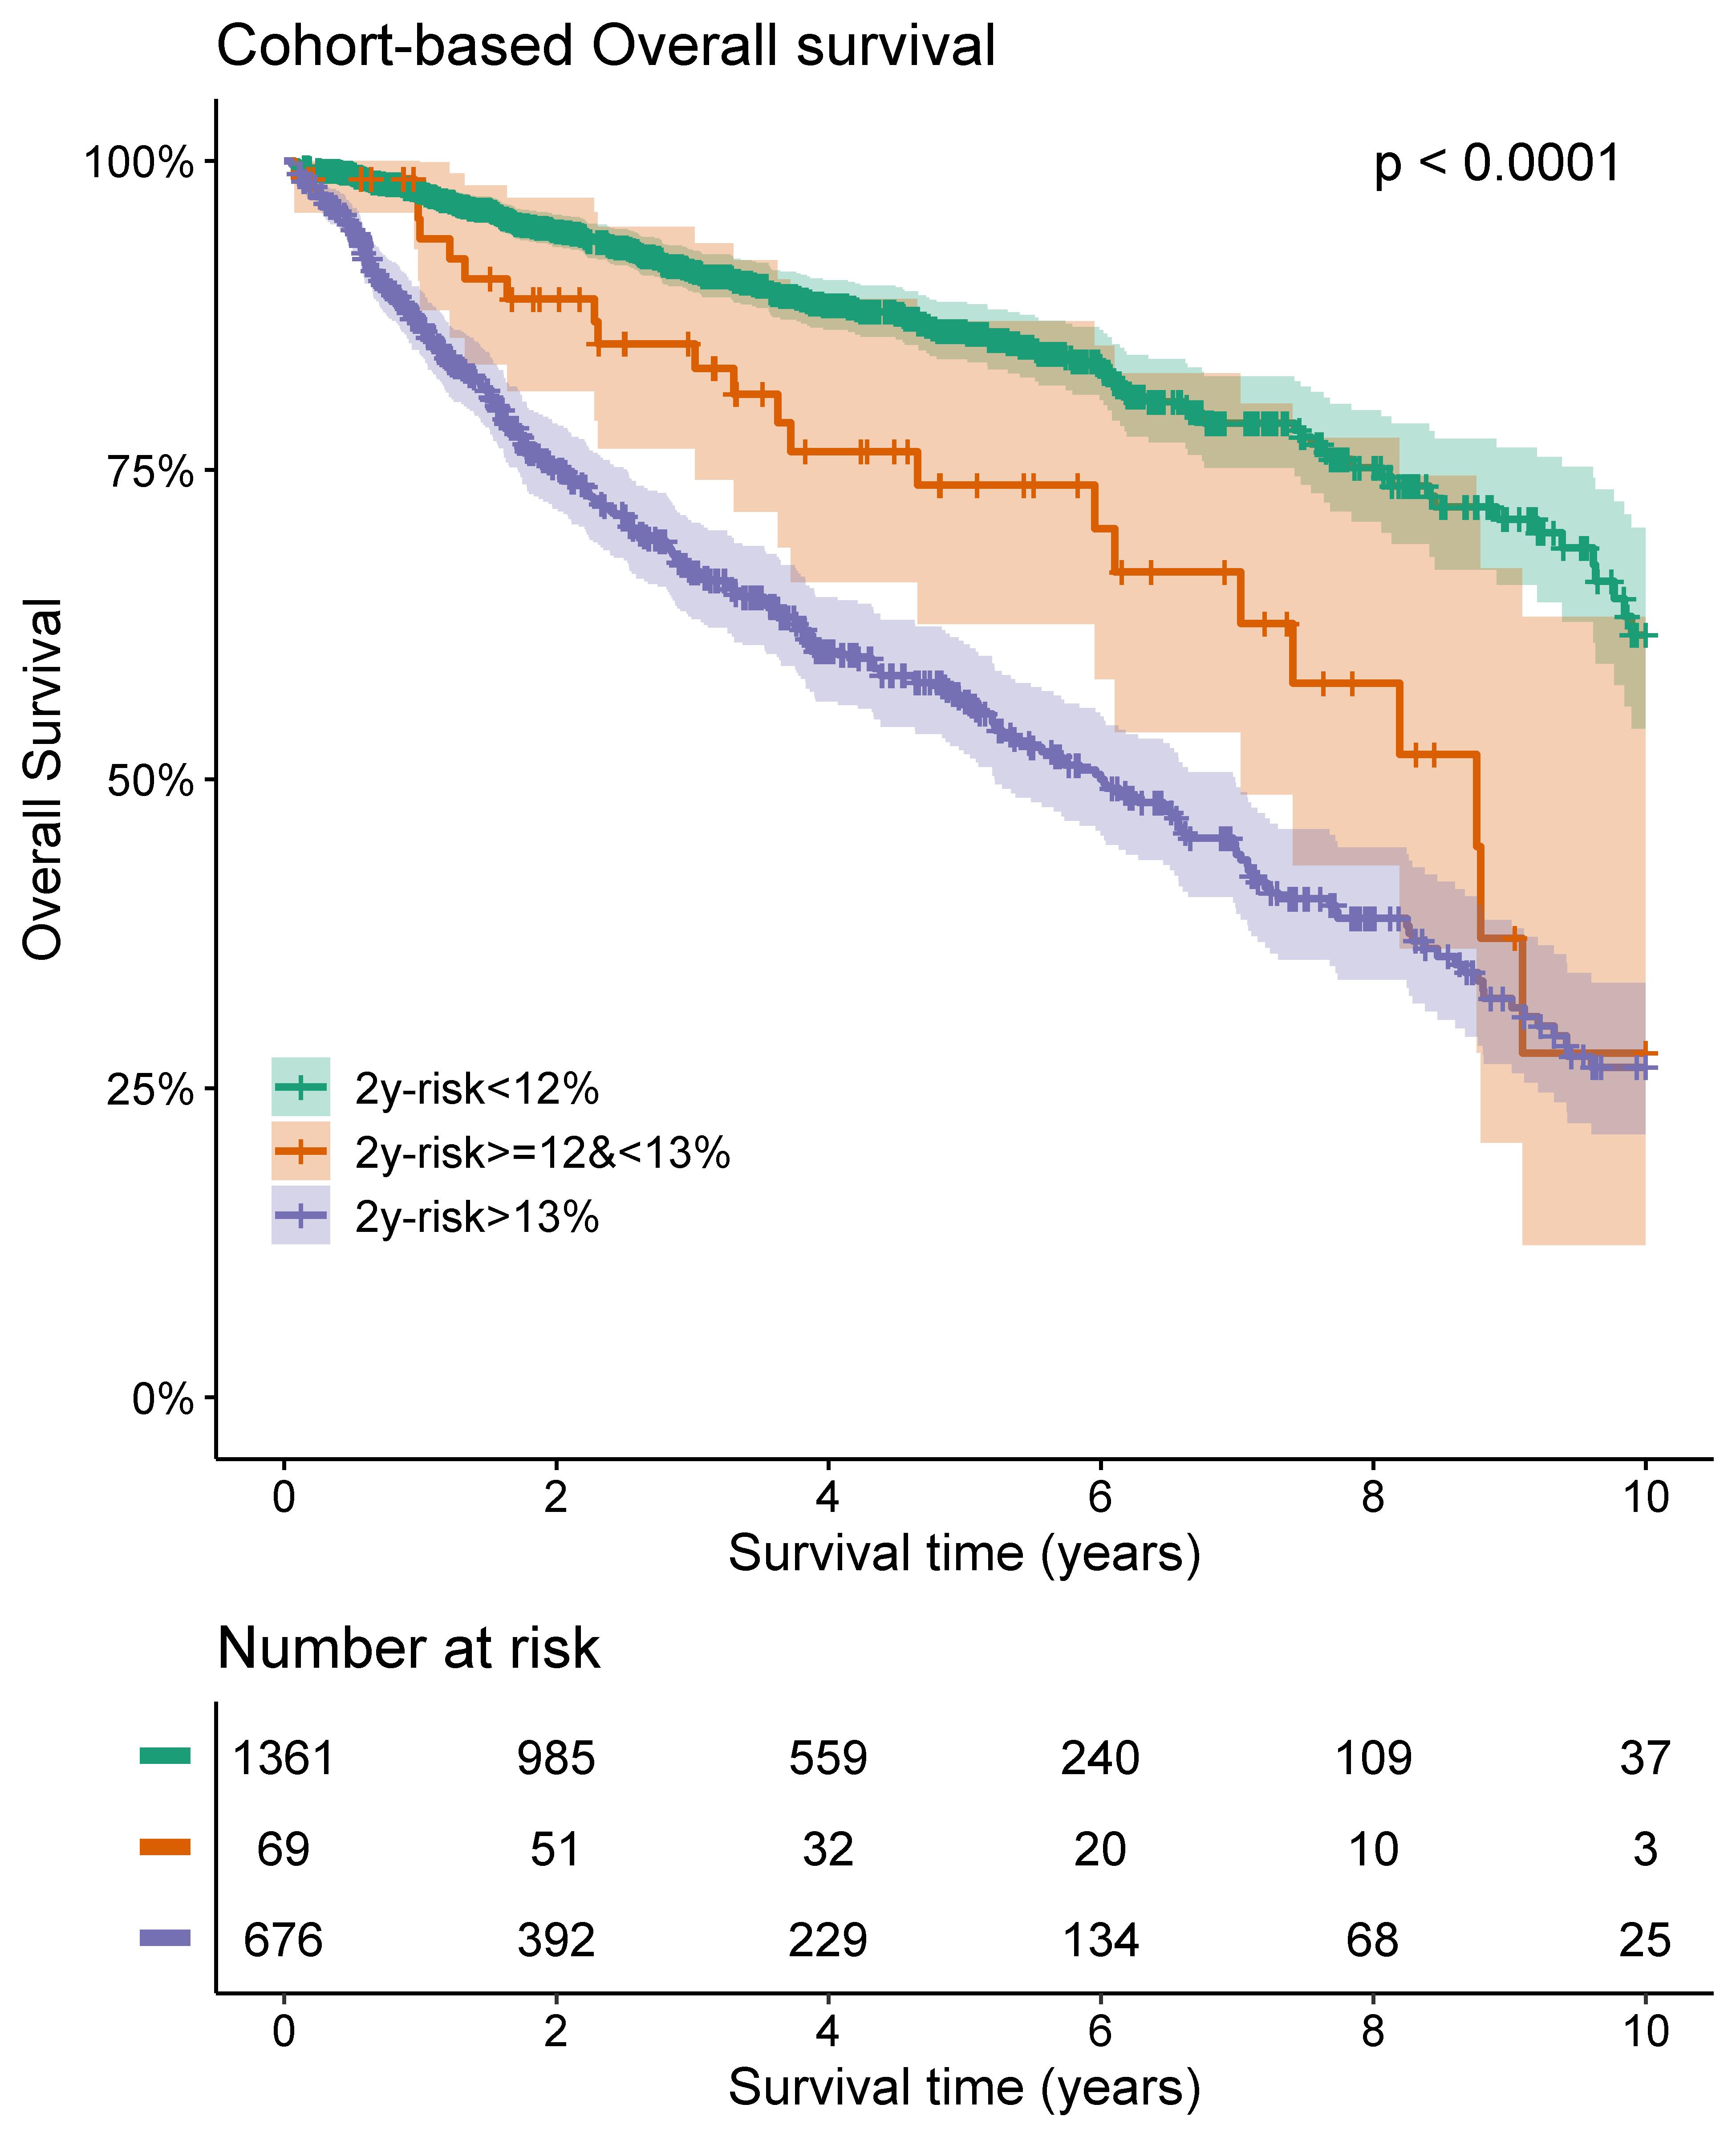 Cohort-based Overall survival
p < 0.0001
100%
75%
50%
25%
0%
Overall Survival
2y-risk<12%
2y-risk>=12&<13%
2y-risk>13%
0 2 4 6 8 10
Survival time (years)
Number at risk
1361 985 559 240 109 37
69 51 32 20 10 3
676 392 229 134 68 25
0 2 4 6 8 10
Survival time (years)